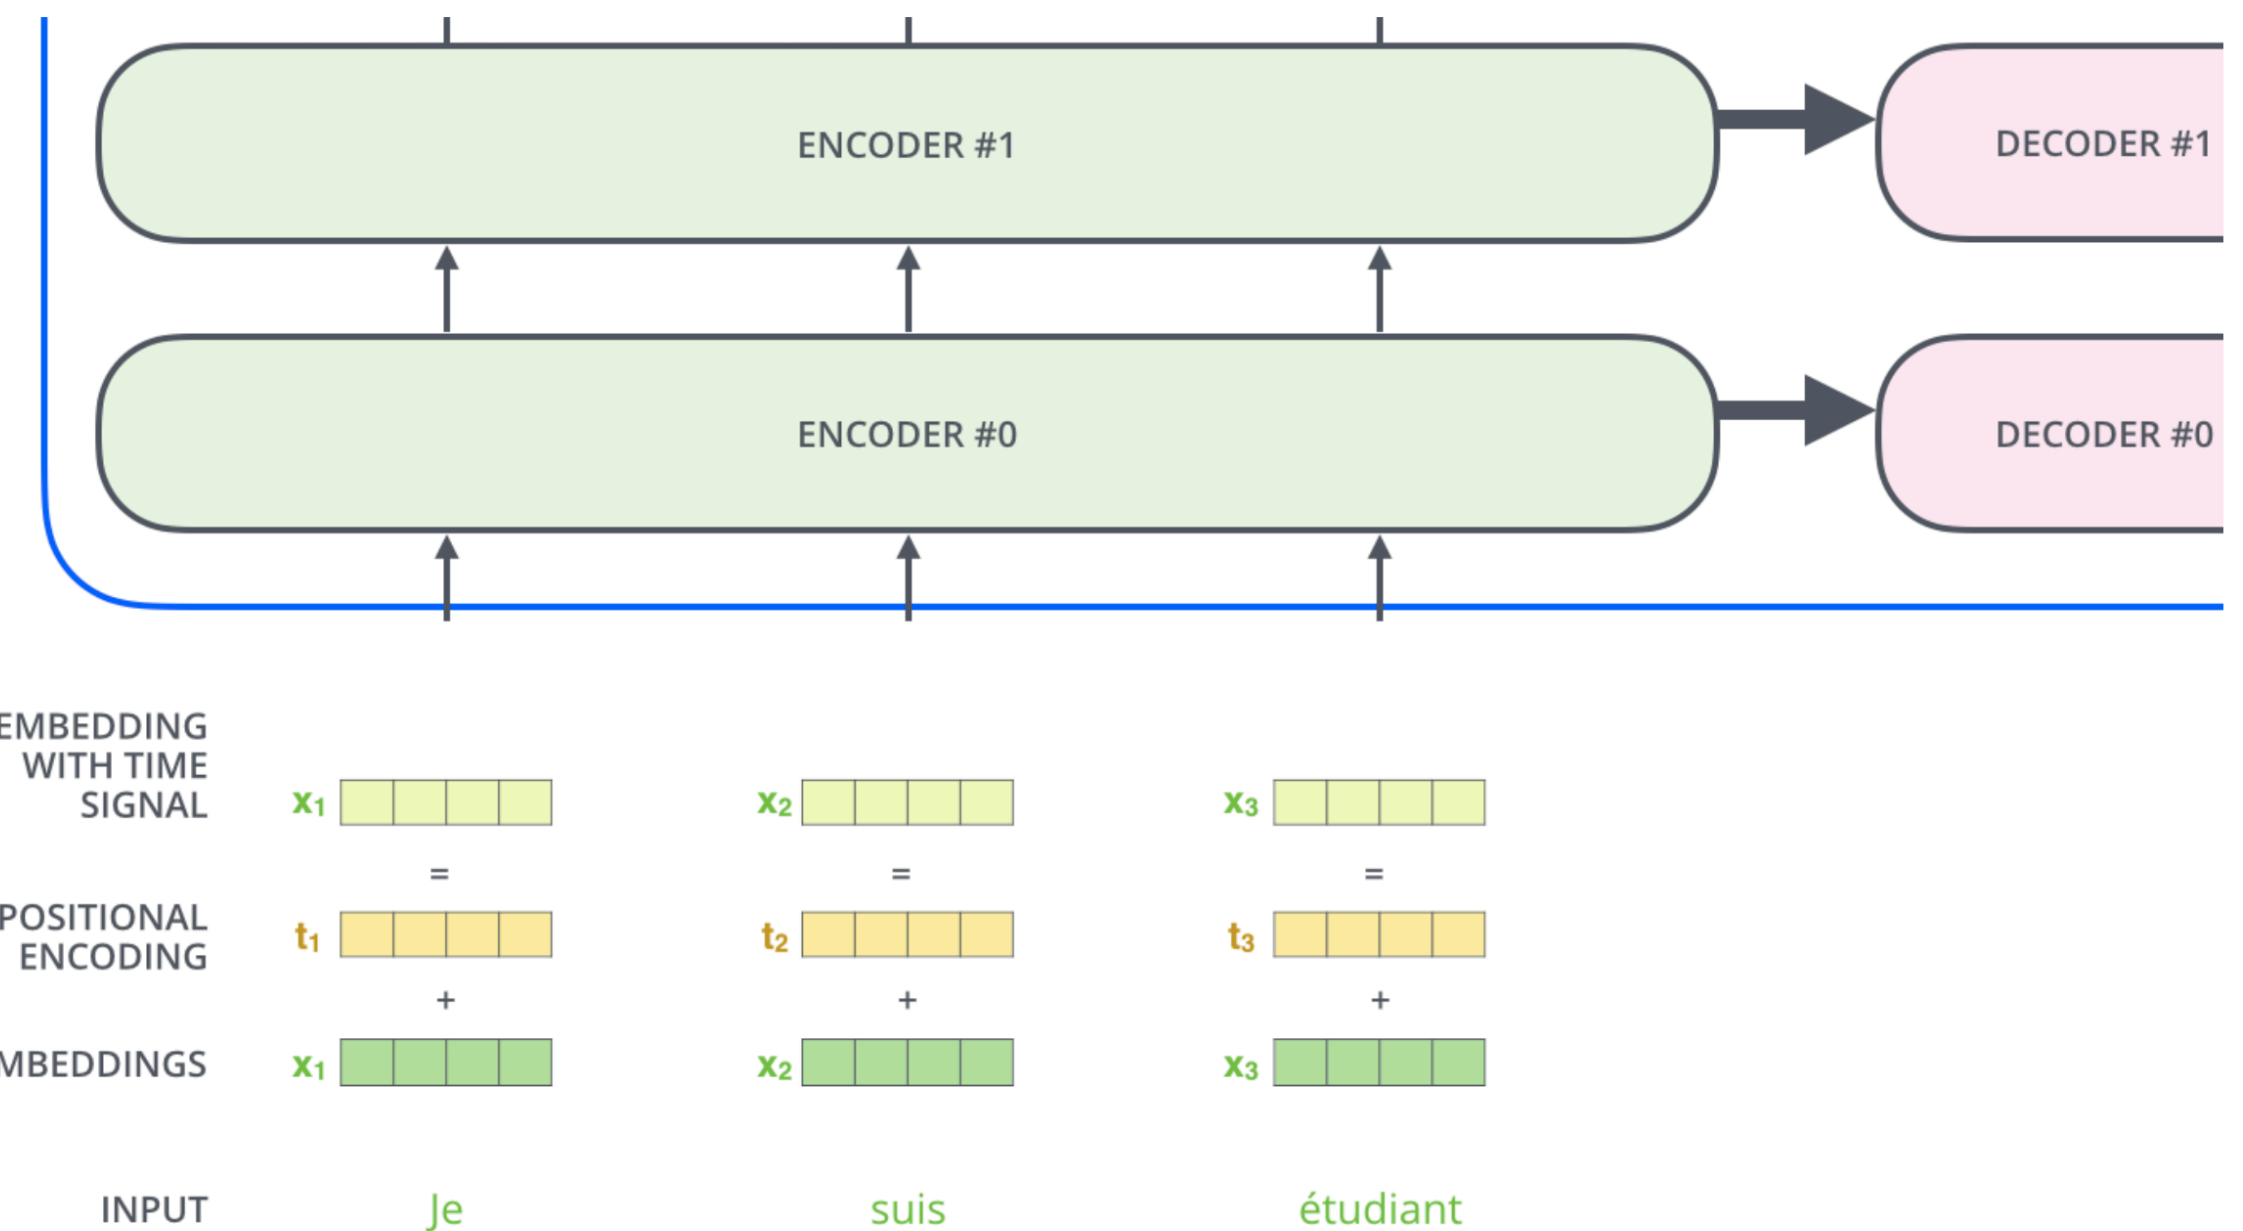 ENCODER #1
DECODER #1
ENCODER #0
DECODER #0
EMBEDDING
WITH TIME
SIGNAL
x1
x2
x3
= = =
POSITIONAL
ENCODING
t1
t2
t3
+ + +
MBEDDINGS
x1
x2
x3
INPUT
Je
suis
étudiant